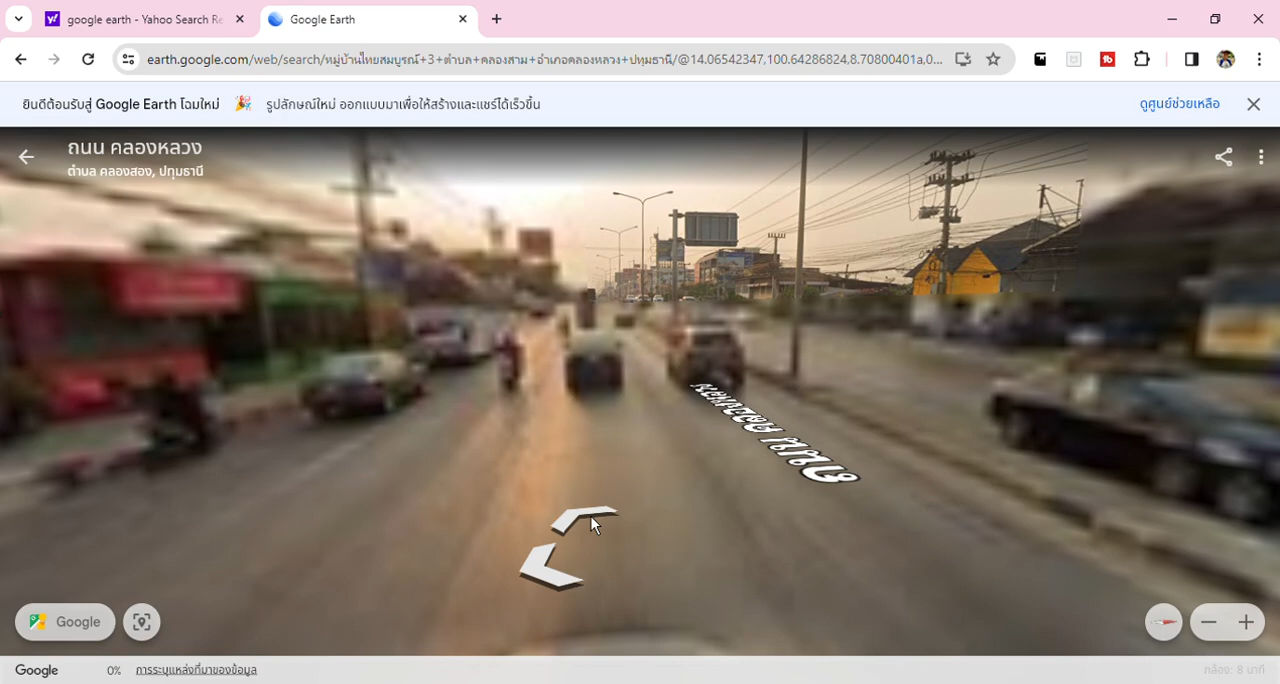 google earth - Yahoo Search Re
Google Earth
earth.google.com/web/search/หมู่บ้านไทยสมบูรณ์+3+ตำบล+คลองสาม+อำเภอคลองหลวง+ปทุมธานี/@14.06542347,100.64286824,8.70800401a,0...
ยินดีต้อนรับสู่ Google Earth โฉมใหม่ 🎉 รูปลักษณ์ใหม่ ออกแบบมาเพื่อให้สร้างและแชร์ได้เร็วขึ้น
ดูศูนย์ช่วยเหลือ
ถนน คลองหลวง
ตำบล คลองสอง, ปทุมธานี
ถนน คลองหลวง
Google
Google
0%
การระบุแหล่งที่มาของข้อมูล
กล้อง: 8 นาที